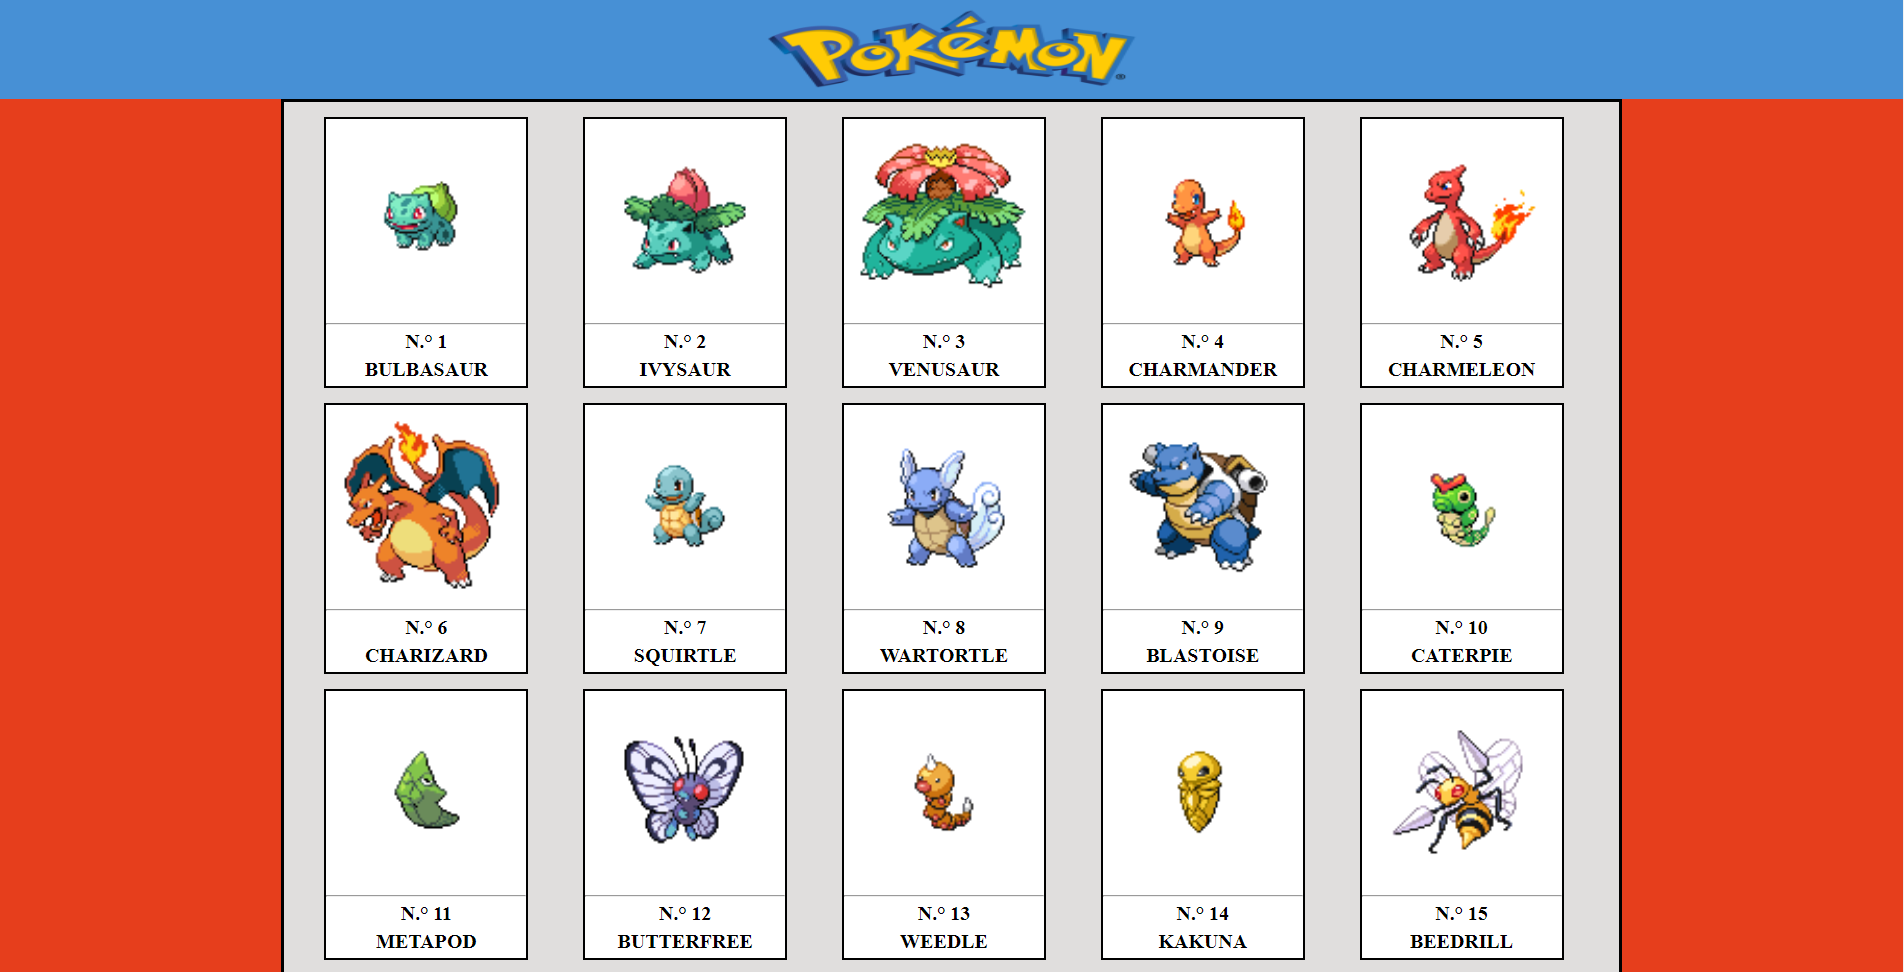 Pokémon
N.° 1
BULBASAUR
N.° 2
IVYSAUR
N.° 3
VENUSAUR
N.° 4
CHARMANDER
N.° 5
CHARMELEON
N.° 6
CHARIZARD
N.° 7
SQUIRTLE
N.° 8
WARTORTLE
N.° 9
BLASTOISE
N.° 10
CATERPIE
N.° 11
METAPOD
N.° 12
BUTTERFREE
N.° 13
WEEDLE
N.° 14
KAKUNA
N.° 15
BEEDRILL